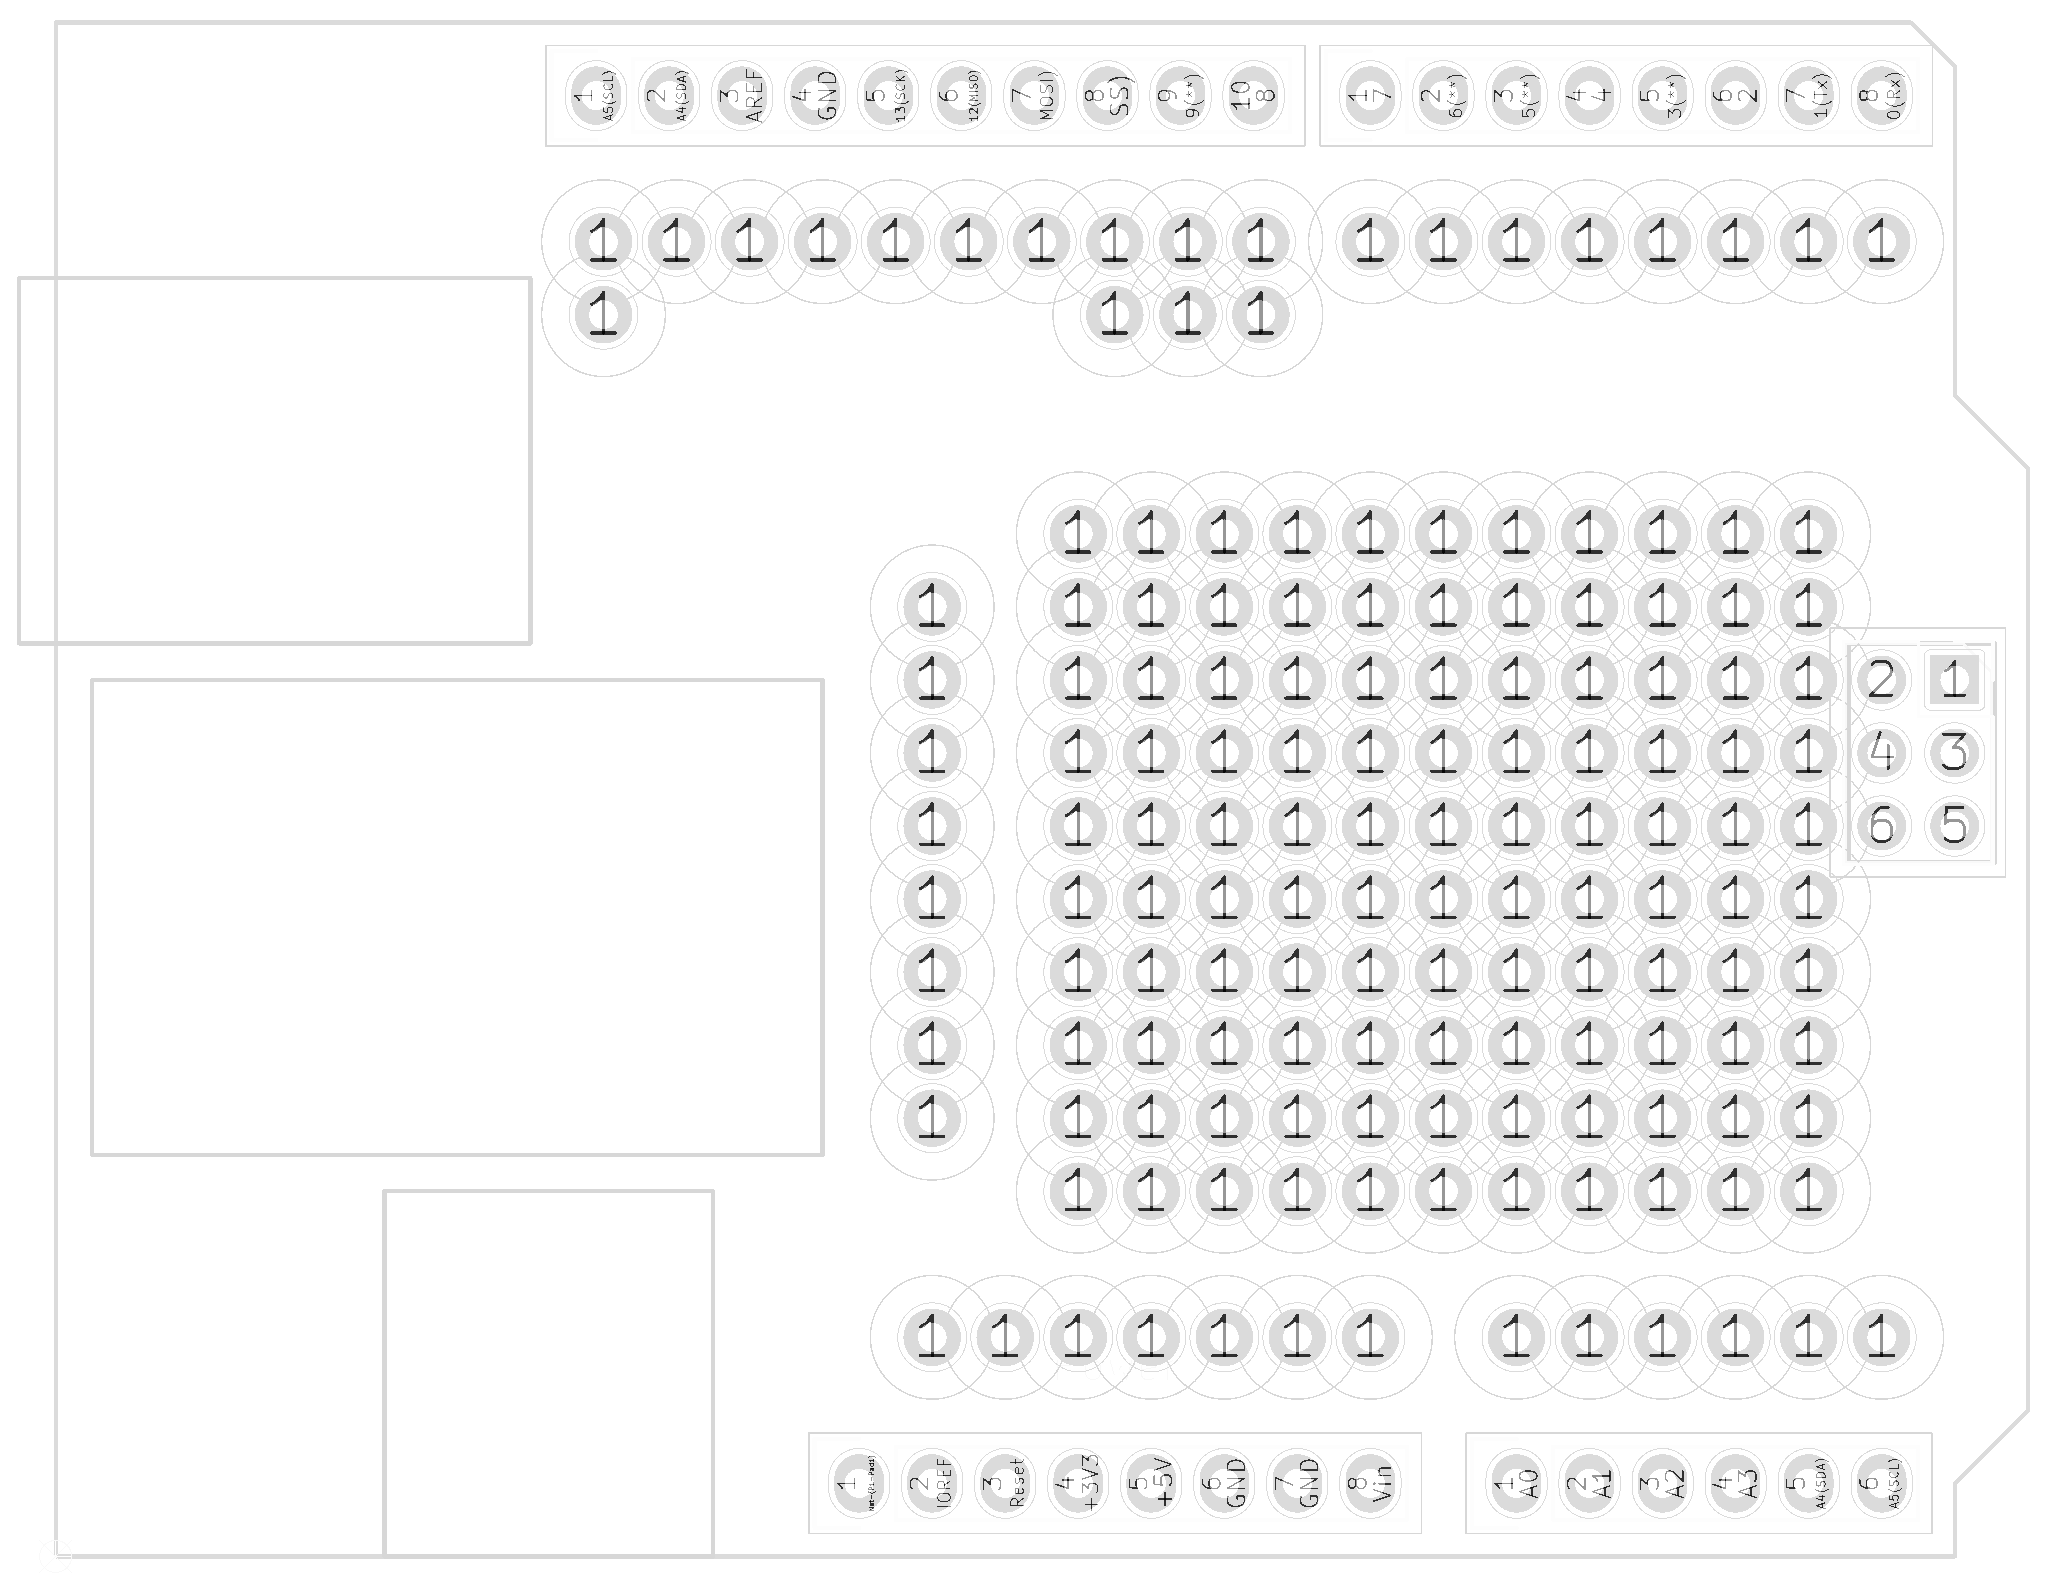 1 2 3 4 5 6 7 8 9 10 1 2 3 4 5 6 7 8
A5(SCL) A4(SDA) AREF GND 13(SCK) 12(MISO) MOSI) SS) 9(**) 8 7 6(**) 5(**) 4 3(**) 2 1(Tx) 0(Rx)
1 1 1 1 1 1 1 1 1 1 1 1 1 1 1 1 1 1
1 1 1 1
1 1 1 1 1 1 1 1 1 1 1
1 1 1 1 1 1 1 1 1 1 1 1
1 1 1 1 1 1 1 1 1 1 1 1 2 1
1 1 1 1 1 1 1 1 1 1 1 1 4 3
1 1 1 1 1 1 1 1 1 1 1 1 6 5
1 1 1 1 1 1 1 1 1 1 1 1
1 1 1 1 1 1 1 1 1 1 1 1
1 1 1 1 1 1 1 1 1 1 1 1
1 1 1 1 1 1 1 1 1 1 1 1
1 1 1 1 1 1 1 1 1 1 1
1 1 1 1 1 1 1 1 1 1 1 1 1
1 2 3 4 5 6 7 8 1 2 3 4 5 6
Net-(P1-Pad1) IOREF Reset +3V3 +5V GND GND Vin A0 A1 A2 A3 A4(SDA) A5(SCL)